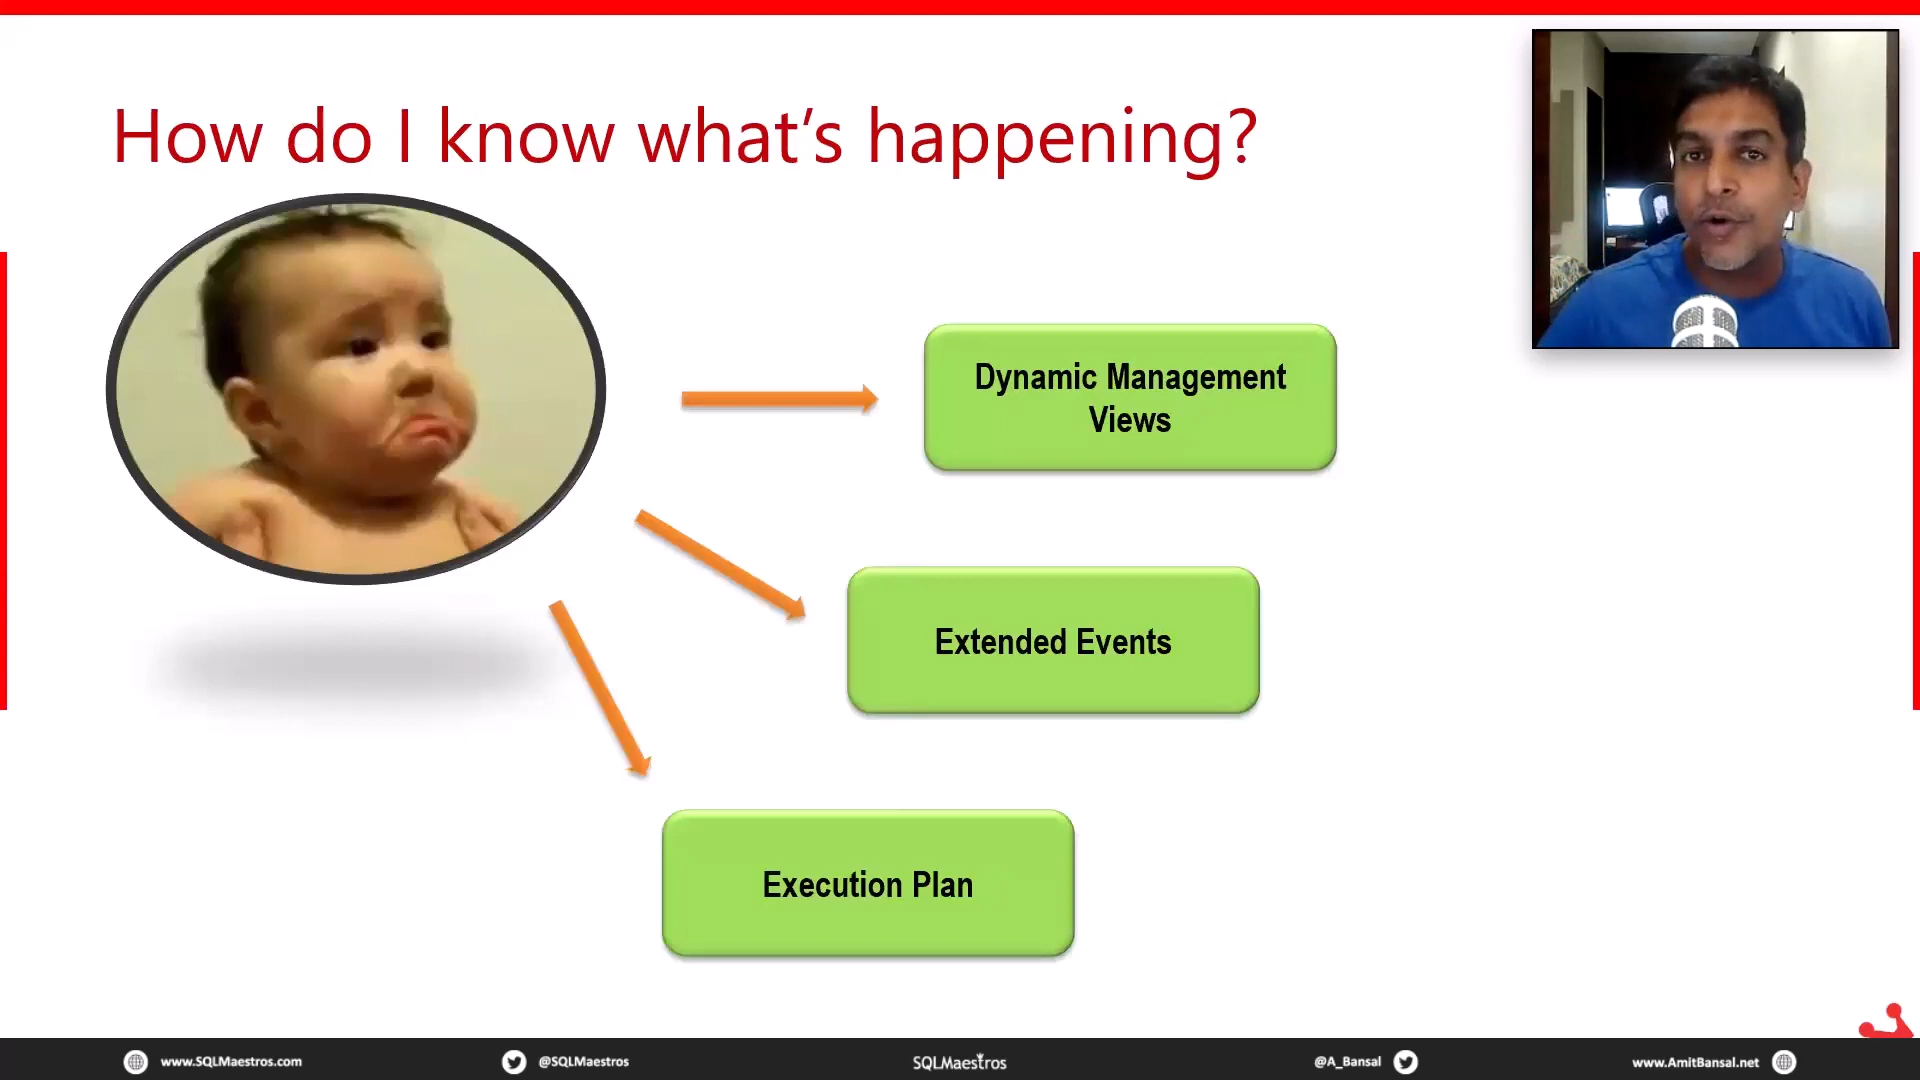 How do I know what's happening?
Dynamic Management
Views
Extended Events
Execution Plan
www.SQLMaestros.com
@SQLMaestros
SQLMaestros
@A_Bansal
www.AmitBansal.net